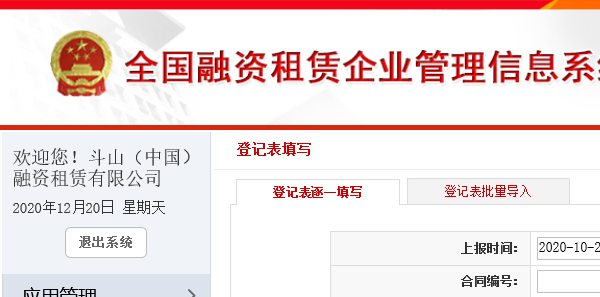 全国融资租赁企业管理信息系
欢迎您！斗山（中国）
融资租赁有限公司
2020年12月20日 星期天
退出系统
应用管理
登记表填写
登记表逐一填写
登记表批量导入
上报时间:
2020-10-2
合同编号: